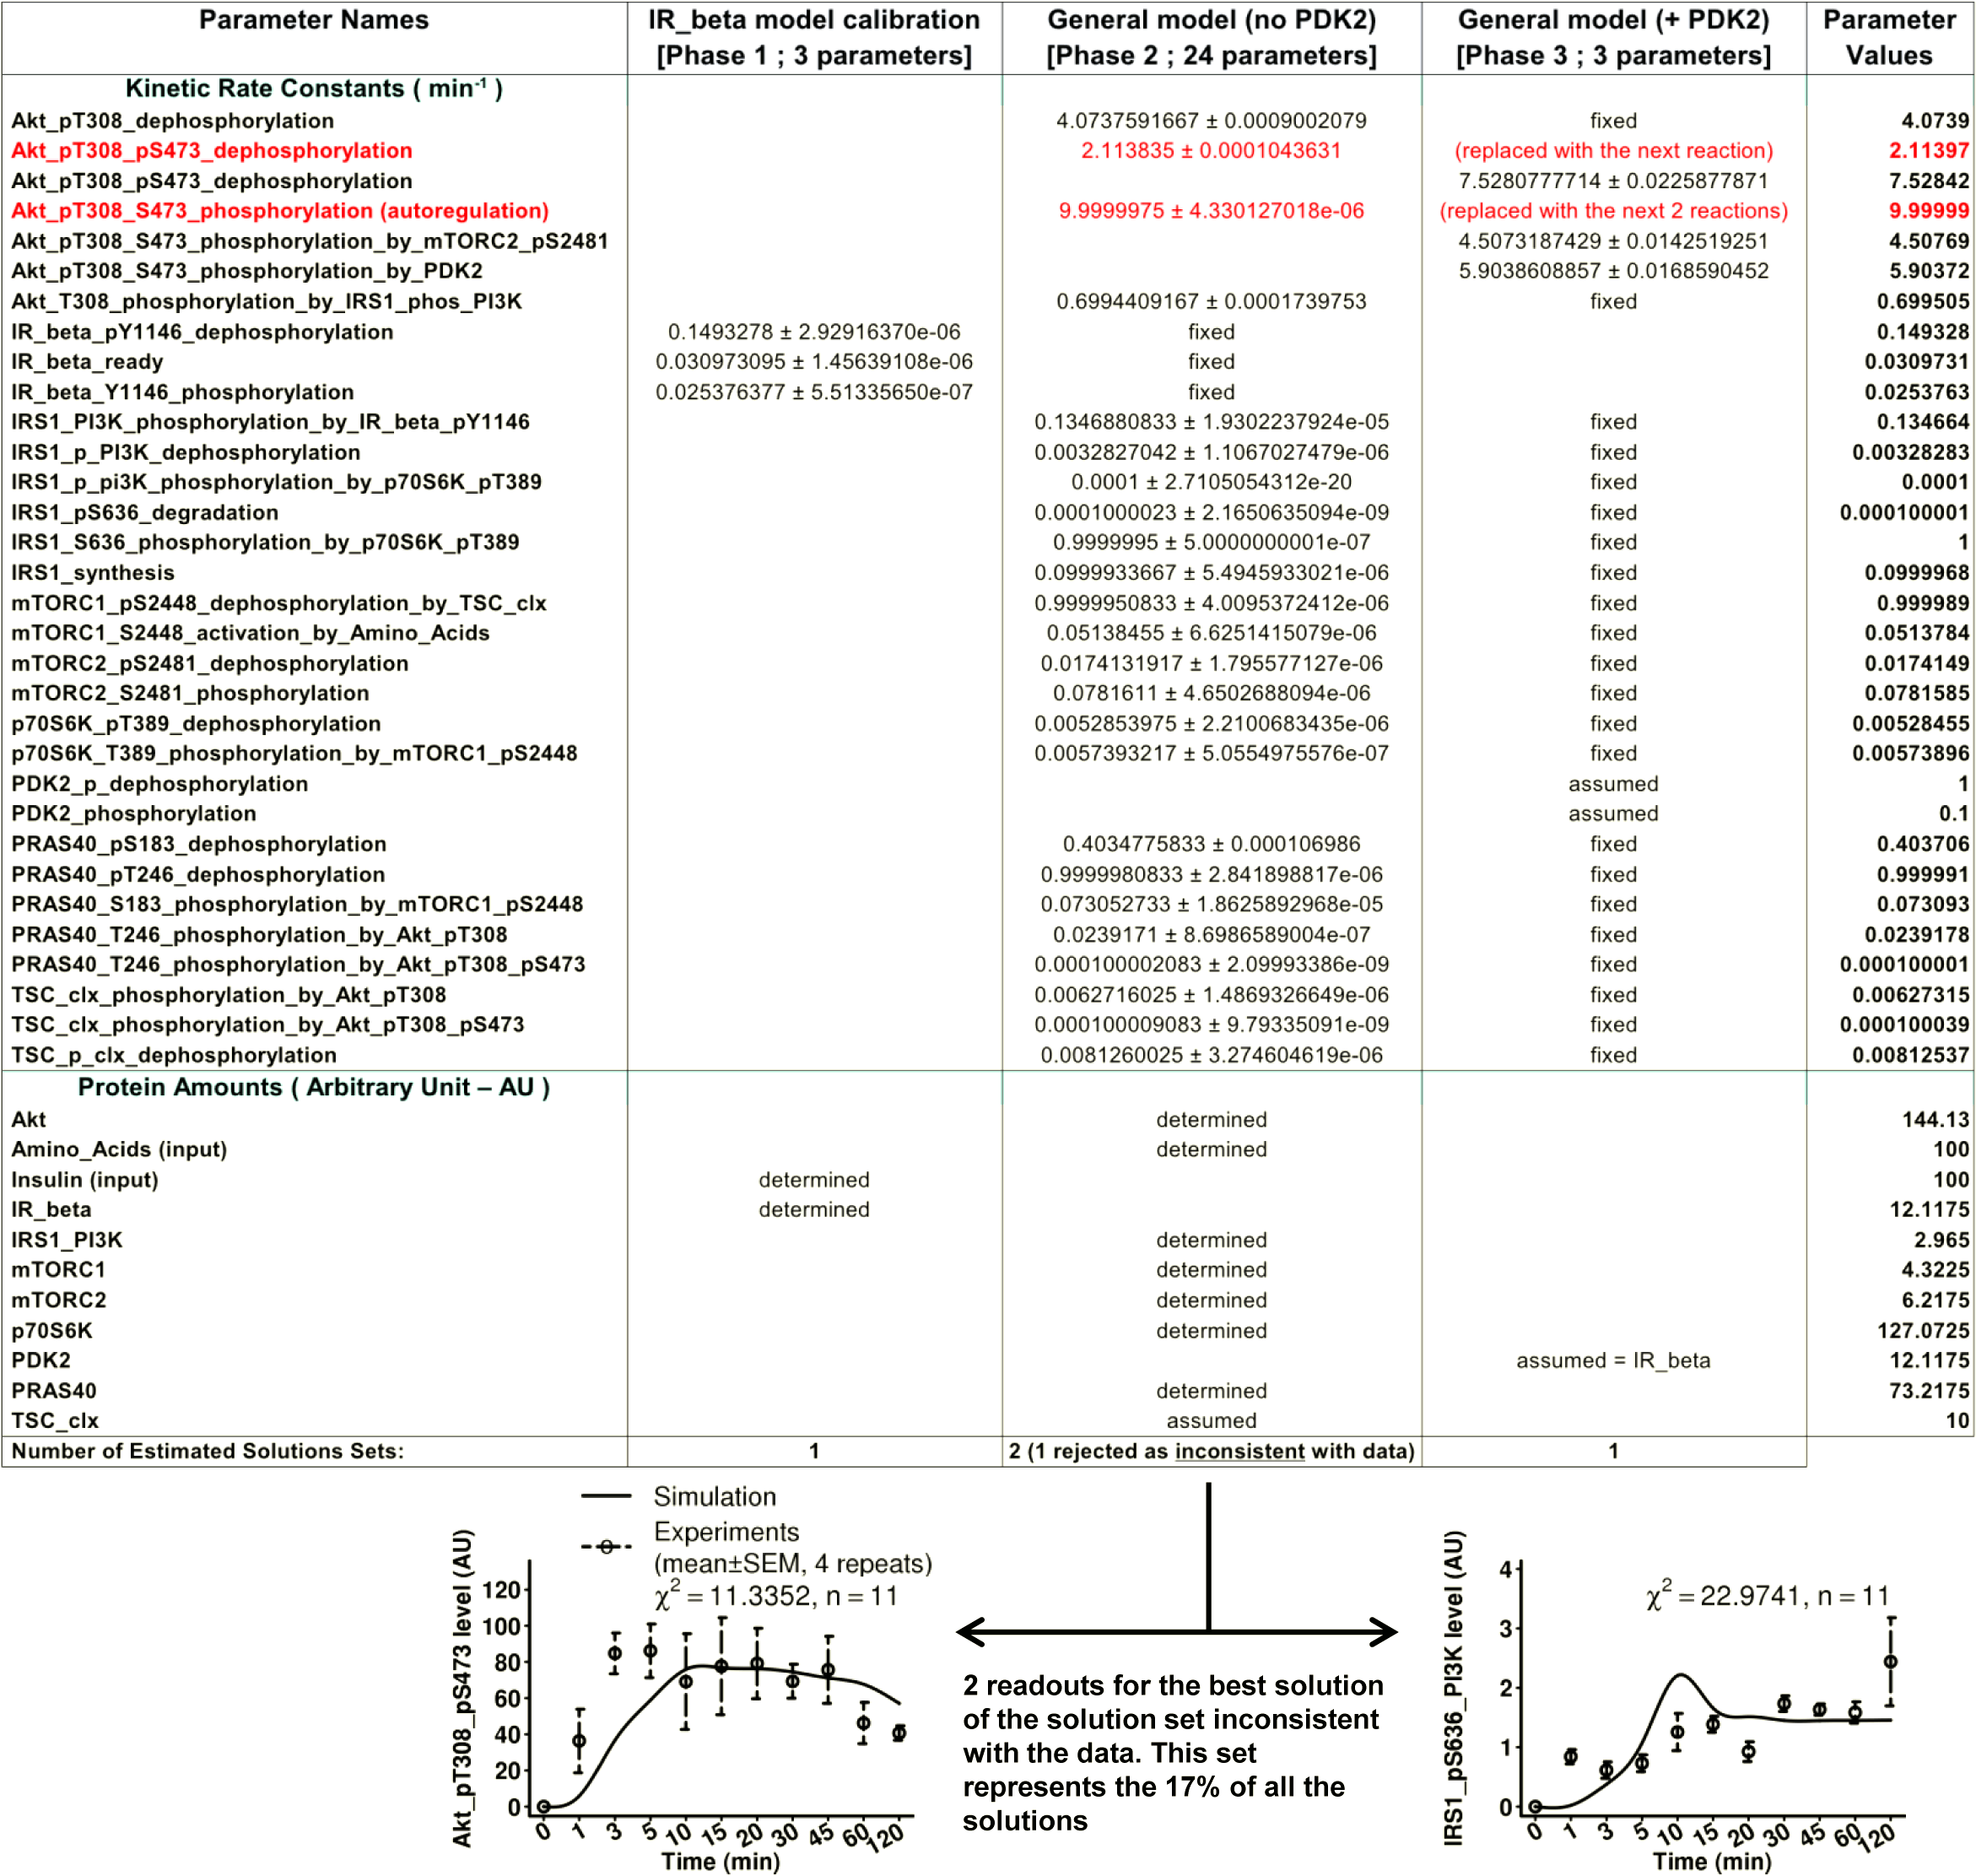 Parameter Names IR_beta model calibration General model (no PDK2) General model (+ PDK2) Parameter
[Phase 1 ; 3 parameters] [Phase 2 ; 24 parameters] [Phase 3 ; 3 parameters] Values
Kinetic Rate Constants ( min⁻¹ )
Akt_pT308_dephosphorylation 4.0737591667 ± 0.0009002079 fixed 4.0739
Akt_pT308_pS473_dephosphorylation 2.113835 ± 0.0001043631 (replaced with the next reaction) 2.11397
Akt_pT308_pS473_dephosphorylation 7.5280777714 ± 0.0225877871 7.52842
Akt_pT308_S473_phosphorylation (autoregulation) 9.9999975 ± 4.330127018e-06 (replaced with the next 2 reactions) 9.99999
Akt_pT308_S473_phosphorylation_by_mTORC2_pS2481 4.5073187429 ± 0.0142519251 4.50769
Akt_pT308_S473_phosphorylation_by_PDK2 5.9038608857 ± 0.0168590452 5.90372
Akt_T308_phosphorylation_by_IRS1_phos_PI3K 0.6994409167 ± 0.0001739753 fixed 0.699505
IR_beta_pY1146_dephosphorylation 0.1493278 ± 2.92916370e-06 fixed 0.149328
IR_beta_ready 0.030973095 ± 1.45639108e-06 fixed 0.0309731
IR_beta_Y1146_phosphorylation 0.025376377 ± 5.51335650e-07 fixed 0.0253763
IRS1_PI3K_phosphorylation_by_IR_beta_pY1146 0.1346880833 ± 1.9302237924e-05 fixed 0.134664
IRS1_p_PI3K_dephosphorylation 0.0032827042 ± 1.1067027479e-06 fixed 0.00328283
IRS1_p_pi3K_phosphorylation_by_p70S6K_pT389 0.0001 ± 2.7105054312e-20 fixed 0.0001
IRS1_pS636_degradation 0.0001000023 ± 2.1650635094e-09 fixed 0.000100001
IRS1_S636_phosphorylation_by_p70S6K_pT389 0.9999995 ± 5.0000000001e-07 fixed 1
IRS1_synthesis 0.0999933667 ± 5.4945933021e-06 fixed 0.0999968
mTORC1_pS2448_dephosphorylation_by_TSC_clx 0.9999950833 ± 4.0095372412e-06 fixed 0.999989
mTORC1_S2448_activation_by_Amino_Acids 0.05138455 ± 6.6251415079e-06 fixed 0.0513784
mTORC2_pS2481_dephosphorylation 0.0174131917 ± 1.795577127e-06 fixed 0.0174149
mTORC2_S2481_phosphorylation 0.0781611 ± 4.6502688094e-06 fixed 0.0781585
p70S6K_pT389_dephosphorylation 0.0052853975 ± 2.2100683435e-06 fixed 0.00528455
p70S6K_T389_phosphorylation_by_mTORC1_pS2448 0.0057393217 ± 5.0554975576e-07 fixed 0.00573896
PDK2_p_dephosphorylation assumed 1
PDK2_phosphorylation assumed 0.1
PRAS40_pS183_dephosphorylation 0.4034775833 ± 0.000106986 fixed 0.403706
PRAS40_pT246_dephosphorylation 0.9999980833 ± 2.841898817e-06 fixed 0.999991
PRAS40_S183_phosphorylation_by_mTORC1_pS2448 0.073052733 ± 1.8625892968e-05 fixed 0.073093
PRAS40_T246_phosphorylation_by_Akt_pT308 0.0239171 ± 8.6986589004e-07 fixed 0.0239178
PRAS40_T246_phosphorylation_by_Akt_pT308_pS473 0.000100002083 ± 2.09993386e-09 fixed 0.000100001
TSC_clx_phosphorylation_by_Akt_pT308 0.0062716025 ± 1.4869326649e-06 fixed 0.00627315
TSC_clx_phosphorylation_by_Akt_pT308_pS473 0.000100009083 ± 9.79335091e-09 fixed 0.000100039
TSC_p_clx_dephosphorylation 0.0081260025 ± 3.274604619e-06 fixed 0.00812537
Protein Amounts ( Arbitrary Unit – AU )
Akt determined 144.13
Amino_Acids (input) determined 100
Insulin (input) determined 100
IR_beta determined 12.1175
IRS1_PI3K determined 2.965
mTORC1 determined 4.3225
mTORC2 determined 6.2175
p70S6K determined 127.0725
PDK2 assumed = IR_beta 12.1175
PRAS40 determined 73.2175
TSC_clx assumed 10
Number of Estimated Solutions Sets: 1 2 (1 rejected as inconsistent with data) 1
Simulation
Experiments
(mean±SEM, 4 repeats)
χ² = 11.3352, n = 11
Akt_pT308_pS473 level (AU)
120
100
80
60
40
20
0
0 1 3 5 10 15 20 30 45 60 120
Time (min)
2 readouts for the best solution
of the solution set inconsistent
with the data. This set
represents the 17% of all the
solutions
χ² = 22.9741, n = 11
IRS1_pS636_PI3K level (AU)
4
3
2
1
0
0 1 3 5 10 15 20 30 45 60 120
Time (min)